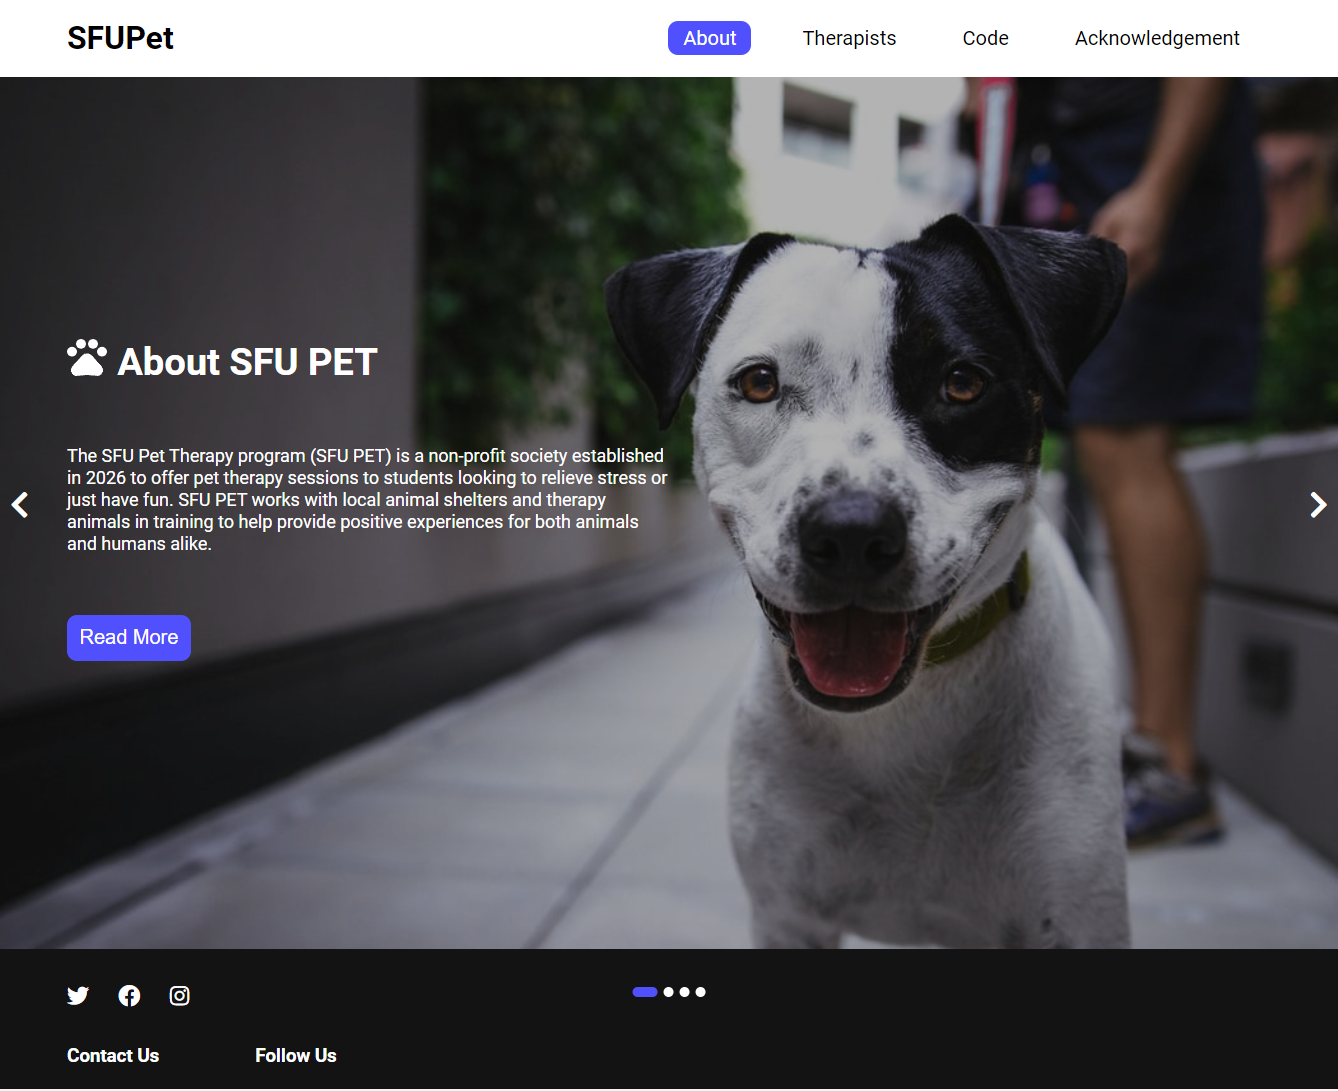 SFUPet
About
Therapists
Code
Acknowledgement
About SFU PET
The SFU Pet Therapy program (SFU PET) is a non-profit society established
in 2026 to offer pet therapy sessions to students looking to relieve stress or
just have fun. SFU PET works with local animal shelters and therapy
animals in training to help provide positive experiences for both animals
and humans alike.
Read More
Contact Us
Follow Us